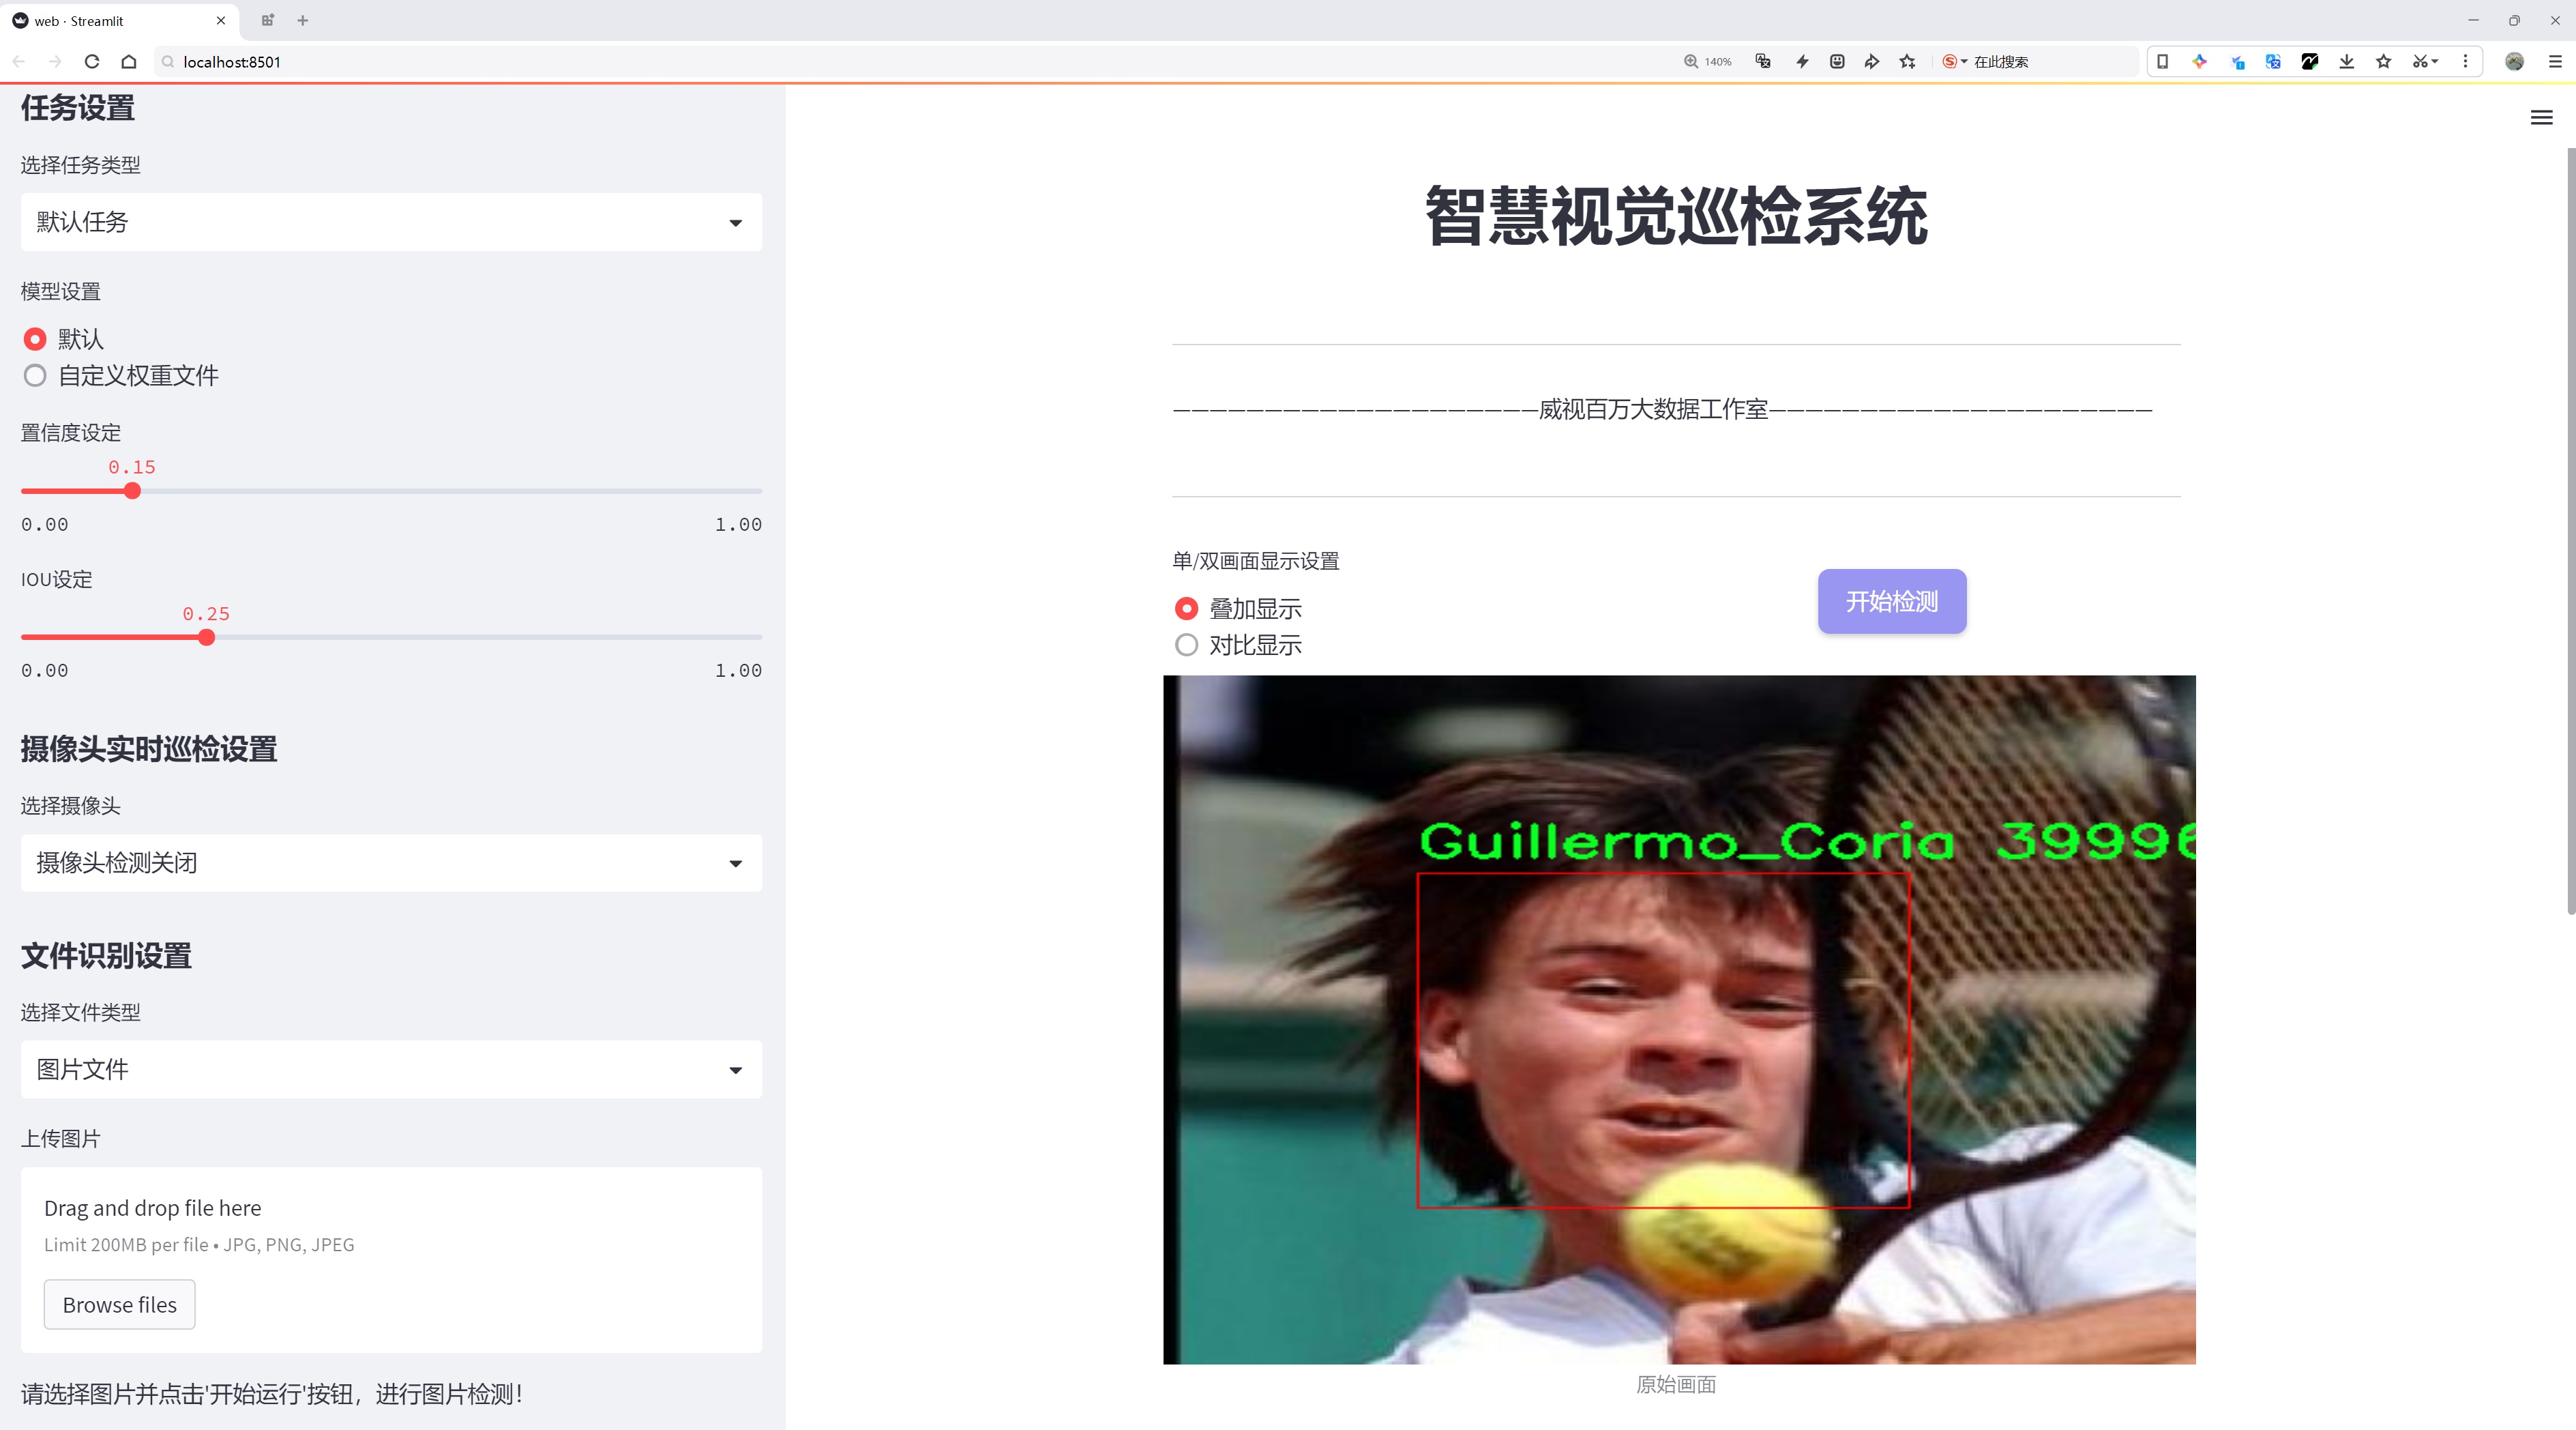 web · Streamlit
localhost:8501
140%
在此搜索
任务设置
选择任务类型
默认任务
模型设置
默认
自定义权重文件
置信度设定
0.15
0.00 1.00
IOU设定
0.25
0.00 1.00
摄像头实时巡检设置
选择摄像头
摄像头检测关闭
文件识别设置
选择文件类型
图片文件
上传图片
Drag and drop file here
Limit 200MB per file • JPG, PNG, JPEG
Browse files
请选择图片并点击'开始运行'按钮，进行图片检测！
智慧视觉巡检系统
—————————————————————威视百万大数据工作室——————————————————————
单/双画面显示设置
叠加显示
对比显示
开始检测
Guillermo_Coria 39996
原始画面